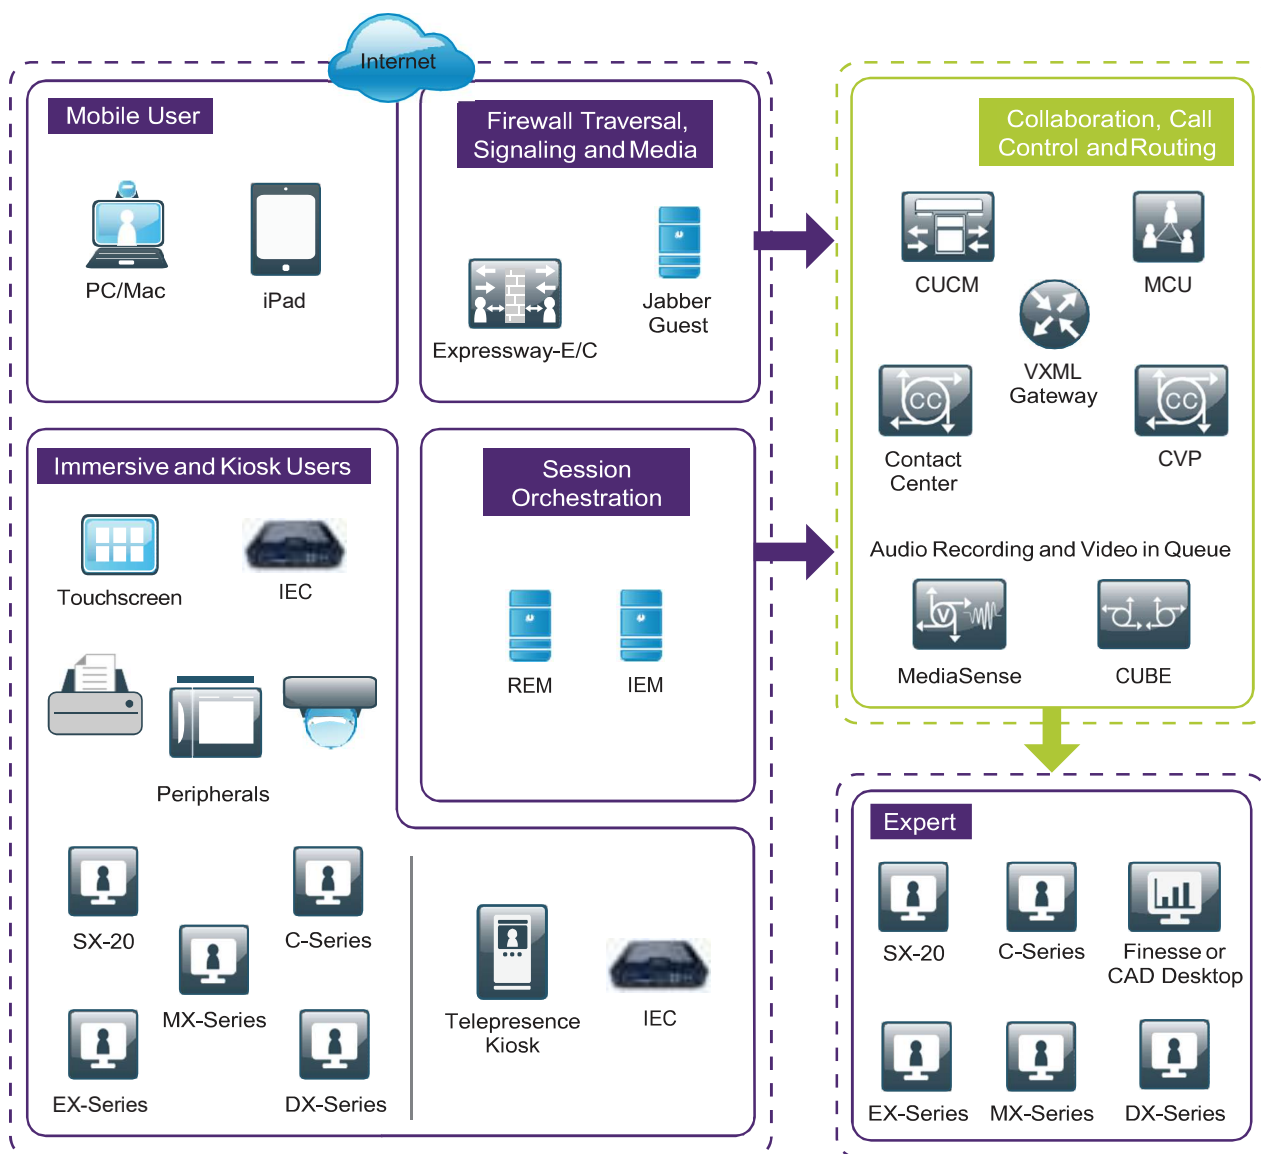 Internet
Mobile User
PC/Mac
iPad
Firewall Traversal,
Signaling and Media
Expressway-E/C
Jabber
Guest
Immersive and Kiosk Users
Touchscreen
IEC
Peripherals
SX-20
C-Series
MX-Series
EX-Series
DX-Series
Telepresence
Kiosk
IEC
Session
Orchestration
REM
IEM
Collaboration, Call
Control and Routing
CUCM
MCU
VXML
Gateway
CC
Contact
Center
CC
CVP
Audio Recording and Video in Queue
V
MediaSense
CUBE
Expert
SX-20
C-Series
Finesse or
CAD Desktop
EX-Series
MX-Series
DX-Series